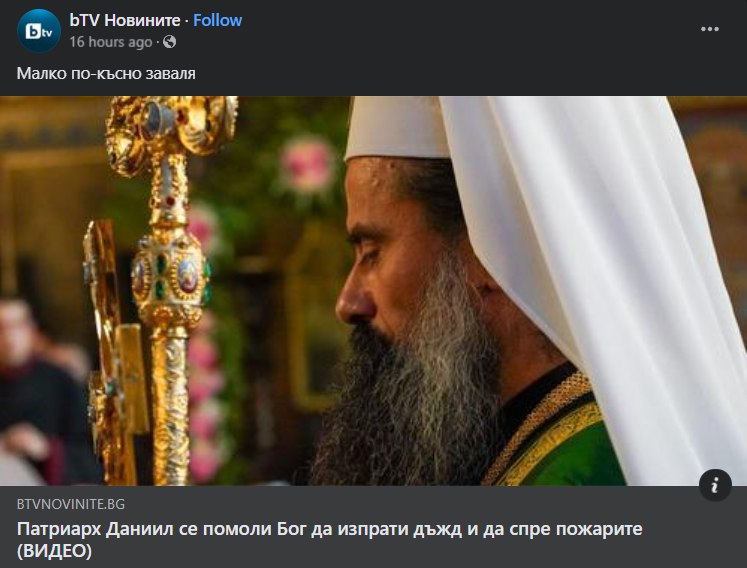 bTV Новините · Follow
16 hours ago ·
Малко по-късно заваля
BTVNOVINITE.BG
Патриарх Даниил се помоли Бог да изпрати дъжд и да спре пожарите
(ВИДЕО)
btv